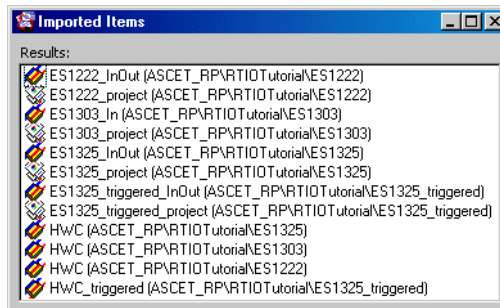 Imported Items
Results:
ES1222_InOut (ASCET_RP\RTIOTutorial\ES1222)
ES1222_project (ASCET_RP\RTIOTutorial\ES1222)
ES1303_In (ASCET_RP\RTIOTutorial\ES1303)
ES1303_project (ASCET_RP\RTIOTutorial\ES1303)
ES1325_InOut (ASCET_RP\RTIOTutorial\ES1325)
ES1325_project (ASCET_RP\RTIOTutorial\ES1325)
ES1325_triggered_InOut (ASCET_RP\RTIOTutorial\ES1325_triggered)
ES1325_triggered_project (ASCET_RP\RTIOTutorial\ES1325_triggered)
HWC (ASCET_RP\RTIOTutorial\ES1325)
HWC (ASCET_RP\RTIOTutorial\ES1303)
HWC (ASCET_RP\RTIOTutorial\ES1222)
HWC_triggered (ASCET_RP\RTIOTutorial\ES1325_triggered)